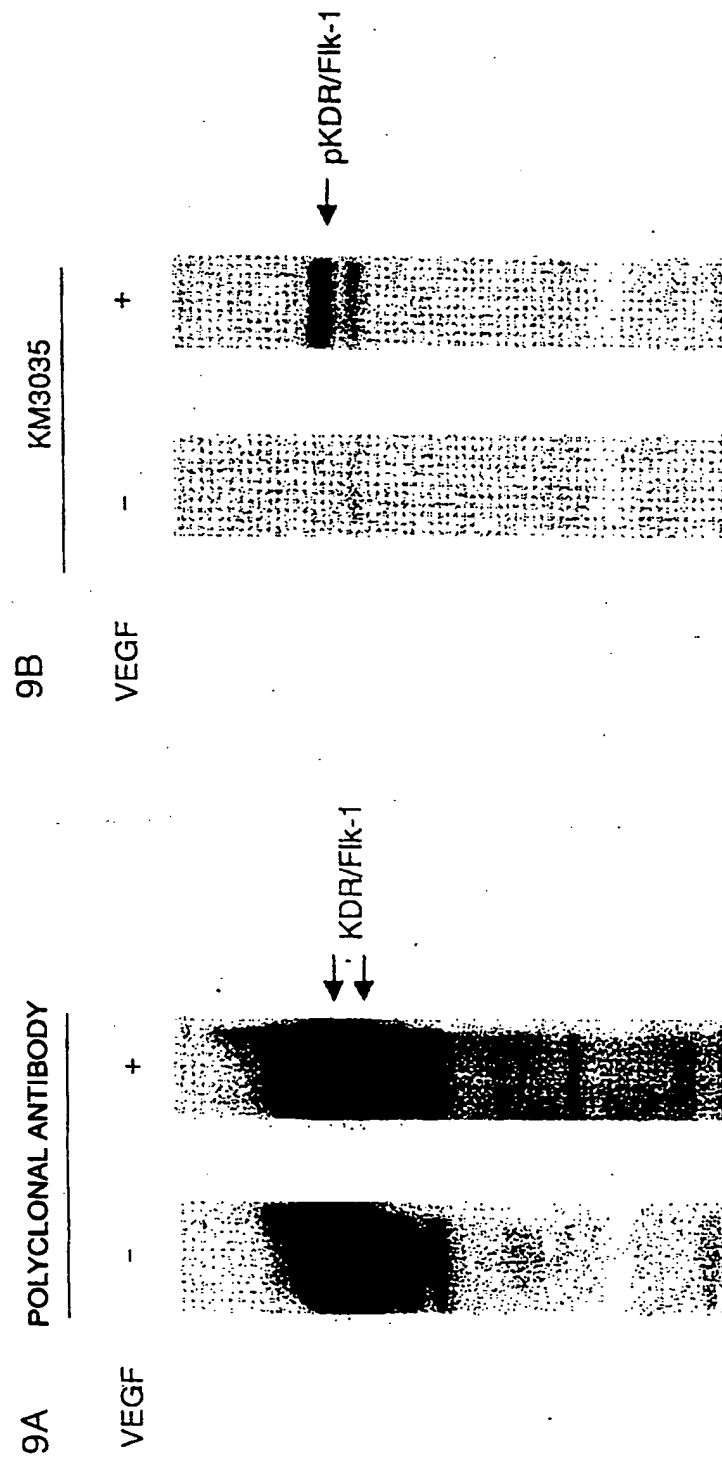 9A
POLYCLONAL ANTIBODY
VEGF
− +
KDR/Flk-1
9B
KM3035
VEGF
− +
pKDR/Flk-1